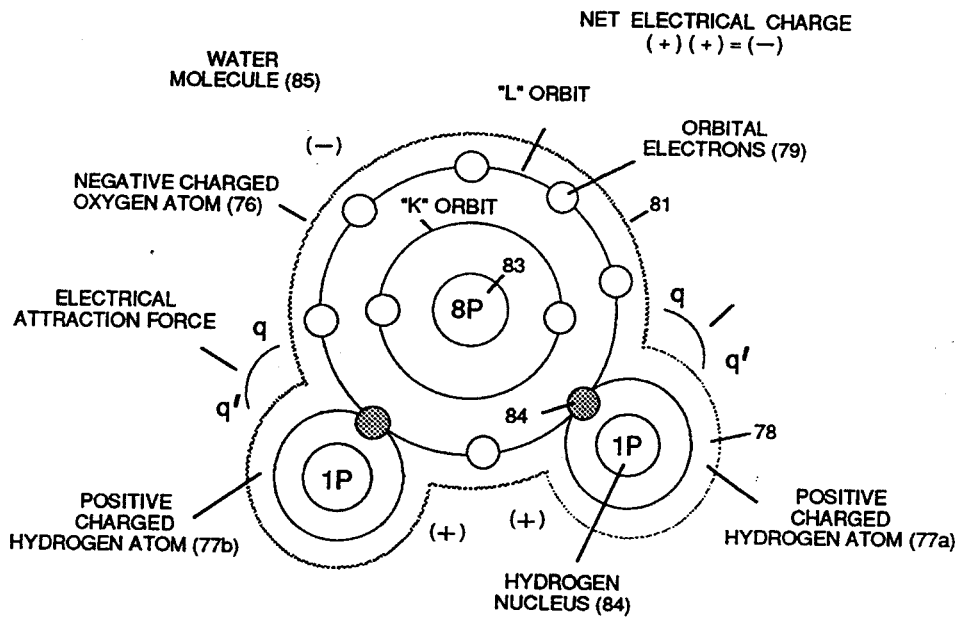 NET ELECTRICAL CHARGE
(+) (+) = (−)
WATER
MOLECULE (85)
"L" ORBIT
(−)
ORBITAL
ELECTRONS (79)
NEGATIVE CHARGED
OXYGEN ATOM (76)
"K" ORBIT
81
83
8P
ELECTRICAL
ATTRACTION FORCE
q
q'
q
q'
84
78
1P
1P
POSITIVE
CHARGED
HYDROGEN ATOM (77b)
(+)
(+)
POSITIVE
CHARGED
HYDROGEN ATOM (77a)
HYDROGEN
NUCLEUS (84)